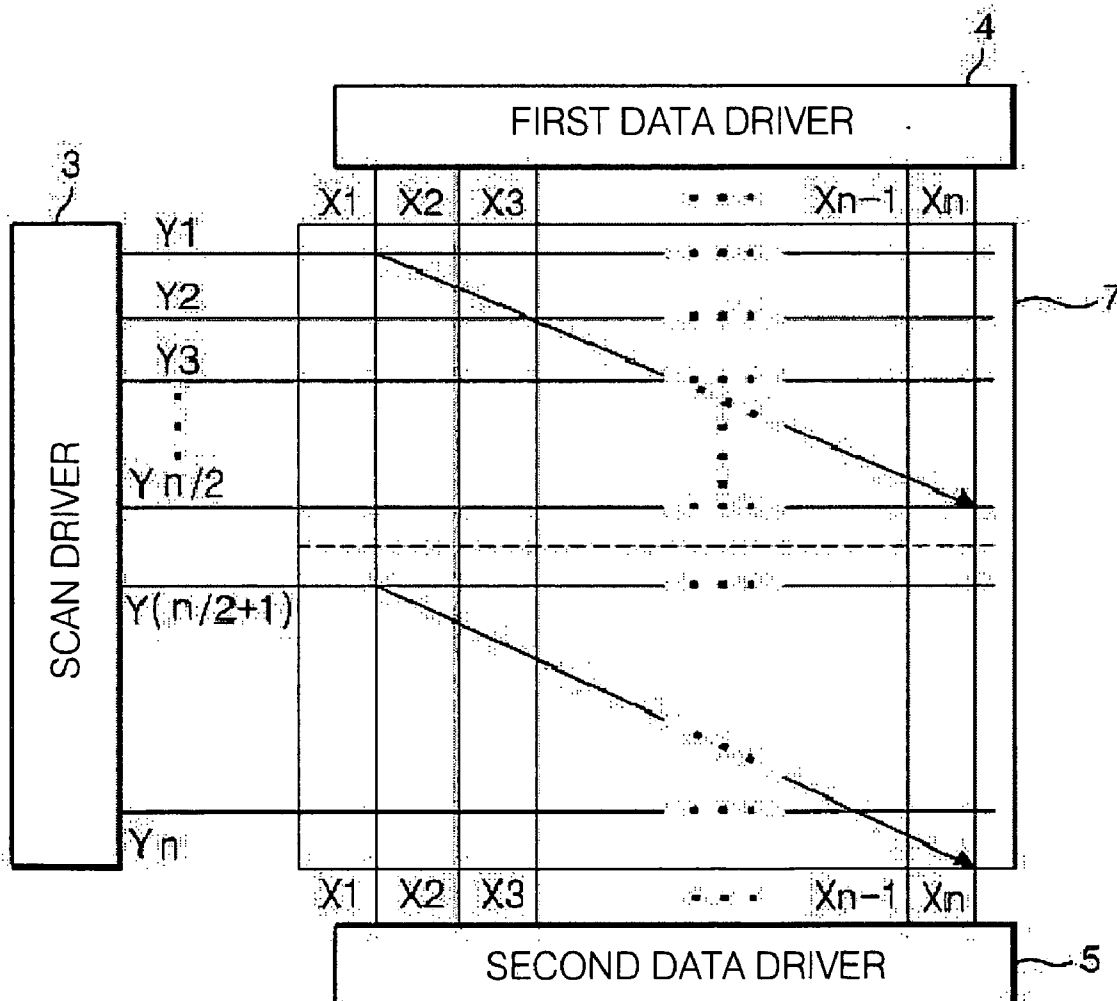 4
FIRST DATA DRIVER
3
X1 X2 X3 ... Xn-1 Xn
Y1
7
Y2
Y3
Yn/2
SCAN DRIVER
Y(n/2+1)
Yn
X1 X2 X3 ... Xn-1 Xn
SECOND DATA DRIVER
5